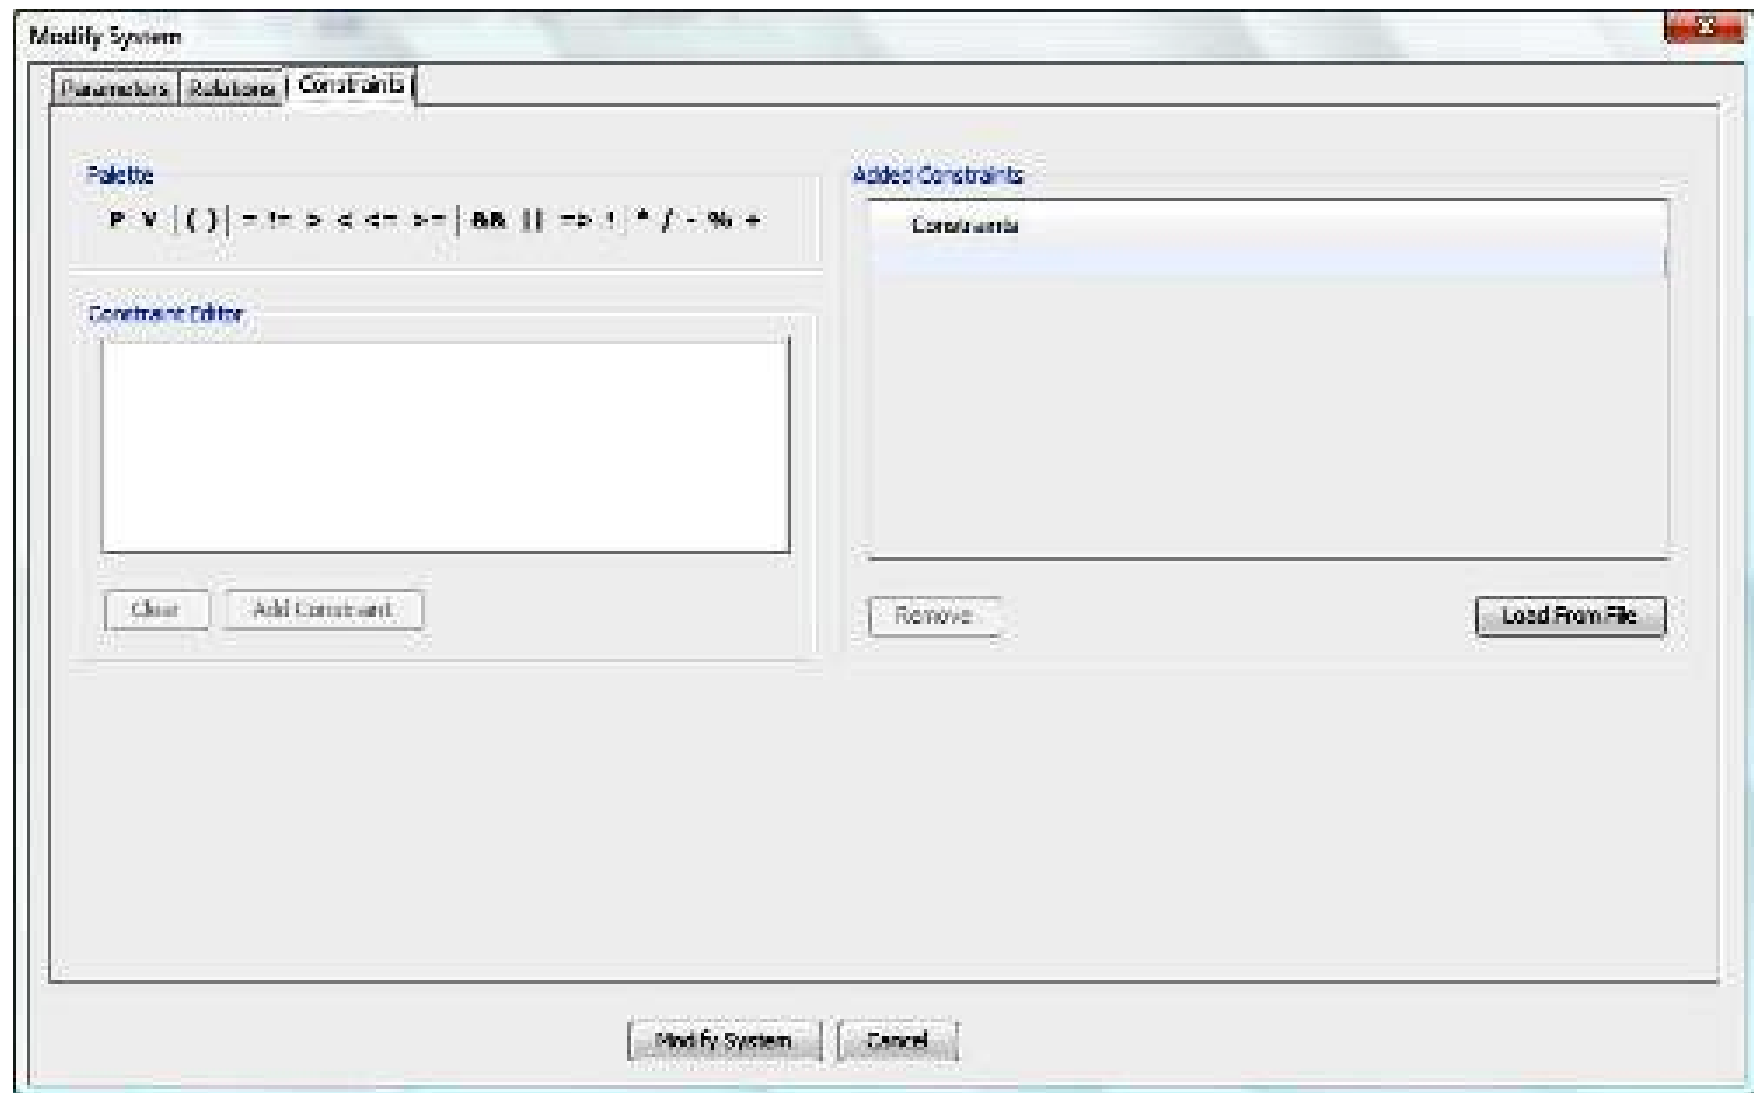 Modify System
Parameters Relations Constraints
Palette
P V | ( ) | = != > < <= >= | && || => ! | * / - % +
Constraint Editor
Clear Add Constraint
Added Constraints
Constraints
Remove Load From File
Modify System Cancel